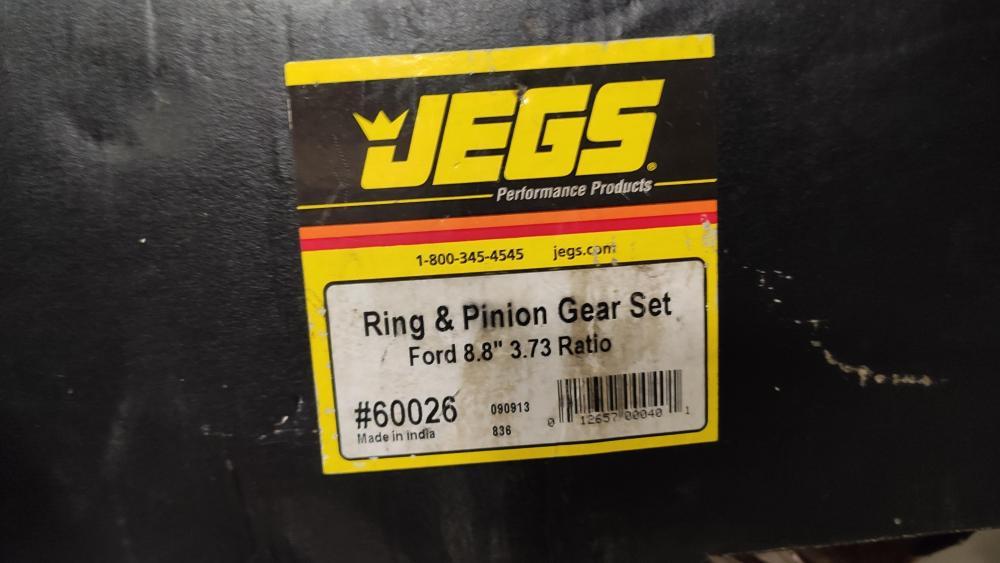 JEGS.
Performance Products
1-800-345-4545 jegs.com
Ring & Pinion Gear Set
Ford 8.8" 3.73 Ratio
#60026 090913
Made in India 836
0 12657 00040 1